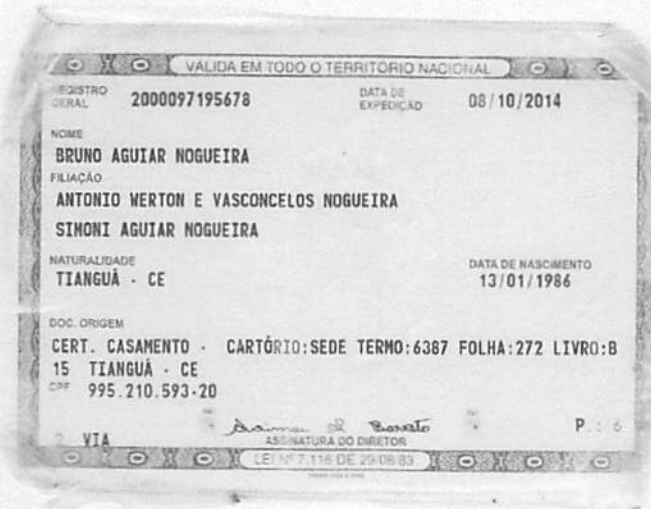 VALIDA EM TODO O TERRITÓRIO NACIONAL
REGISTRO GERAL 2000097195678 DATA DE EXPEDIÇÃO 08/10/2014
NOME
BRUNO AGUIAR NOGUEIRA
FILIAÇÃO
ANTONIO WERTON E VASCONCELOS NOGUEIRA
SIMONI AGUIAR NOGUEIRA
NATURALIDADE DATA DE NASCIMENTO
TIANGUÁ - CE 13/01/1986
DOC. ORIGEM
CERT. CASAMENTO - CARTÓRIO:SEDE TERMO:6387 FOLHA:272 LIVRO:B
15 TIANGUÁ - CE
CPF 995.210.593-20
2 VIA P.: 6
ASSINATURA DO DIRETOR
LEI Nº 7.116 DE 29/08/83